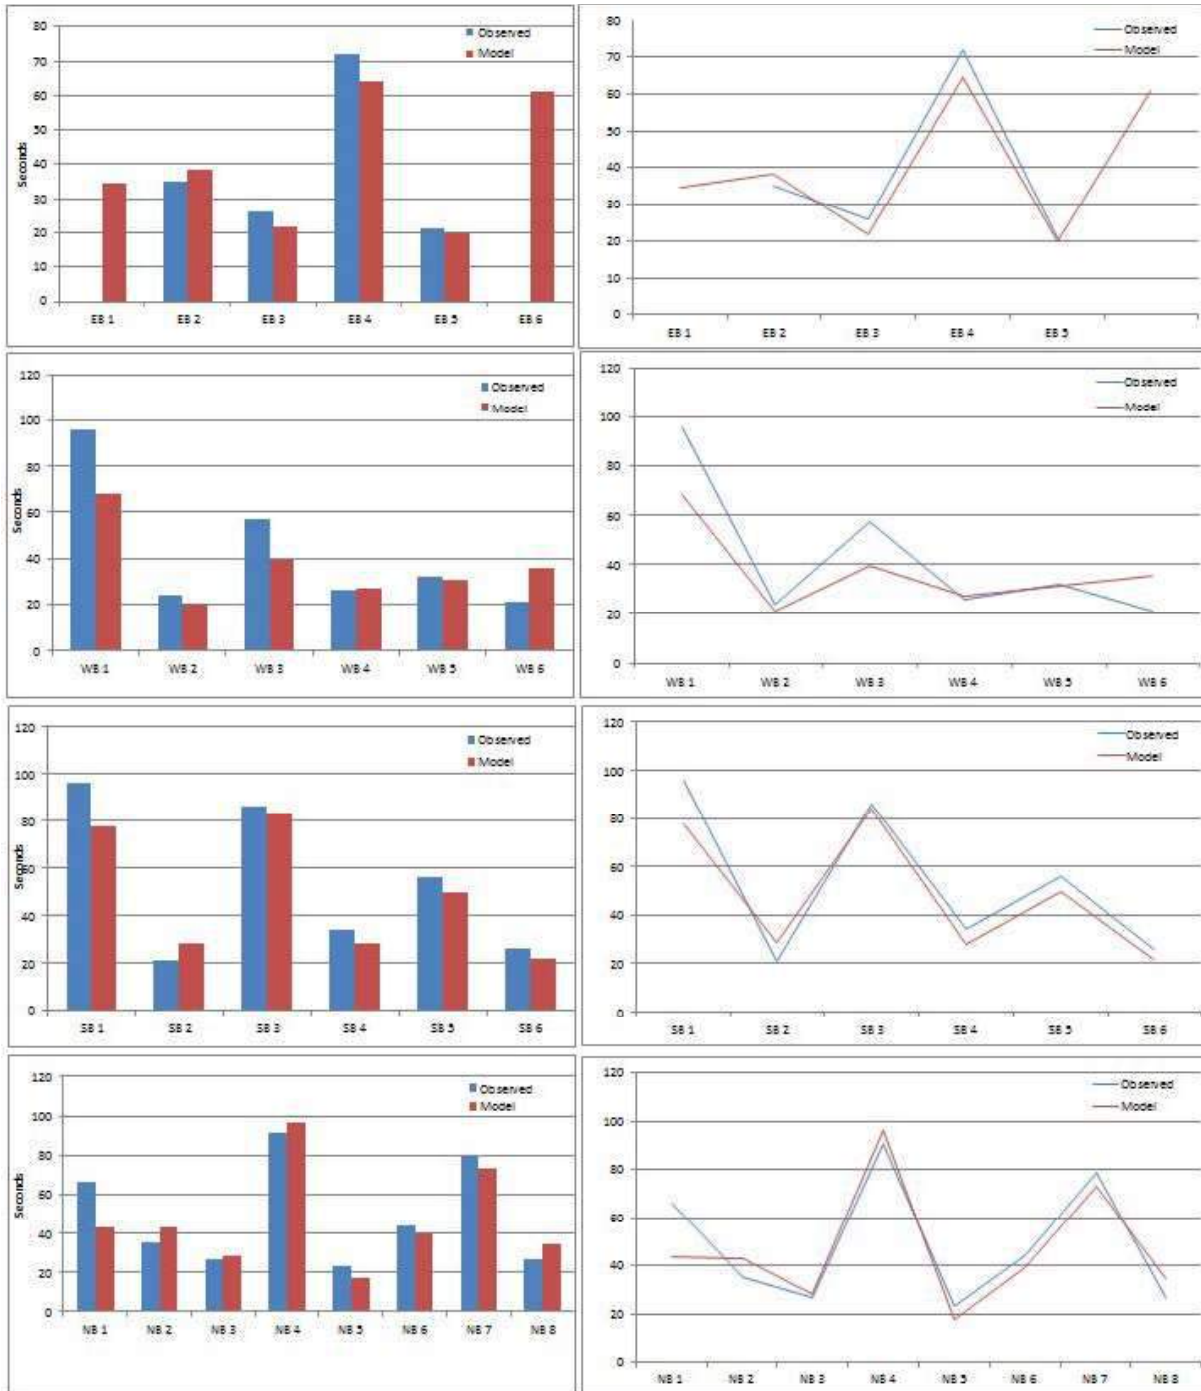 80
70
60
50
40
30
20
10
0
Seconds
Observed
Model
EB 1 EB 2 EB 3 EB 4 EB 5 EB 6
80
70
60
50
40
30
20
10
0
Observed
Model
EB 1 EB 2 EB 3 EB 4 EB 5
120
100
80
60
40
20
0
Seconds
Observed
Model
WB 1 WB 2 WB 3 WB 4 WB 5 WB 6
120
100
80
60
40
20
0
Observed
Model
WB 1 WB 2 WB 3 WB 4 WB 5 WB 6
120
100
80
60
40
20
0
Seconds
Observed
Model
SB 1 SB 2 SB 3 SB 4 SB 5 SB 6
120
100
80
60
40
20
0
Observed
Model
SB 1 SB 2 SB 3 SB 4 SB 5 SB 6
120
100
80
60
40
20
0
Seconds
Observed
Model
NB 1 NB 2 NB 3 NB 4 NB 5 NB 6 NB 7 NB 8
120
100
80
60
40
20
0
Observed
Model
NB 1 NB 2 NB 3 NB 4 NB 5 NB 6 NB 7 NB 8